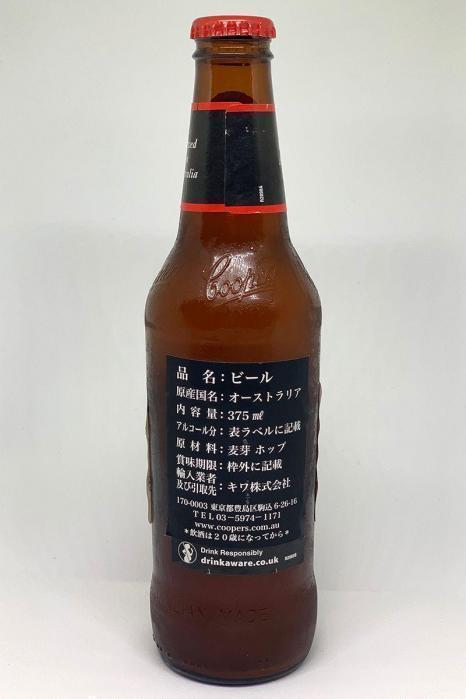 Coopers
品 名：ビール
原産国名：オーストラリア
内 容 量：375 ㎖
アルコール分：表ラベルに記載
原 材 料：麦芽 ホップ
賞味期限：枠外に記載
輸入業者
及び引取先：キワ株式会社
170-0003 東京都豊島区駒込 6-26-16
TEL 03-5974-1171
www.coopers.com.au
*飲酒は20歳になってから*
Drink Responsibly
drinkaware.co.uk
MADE